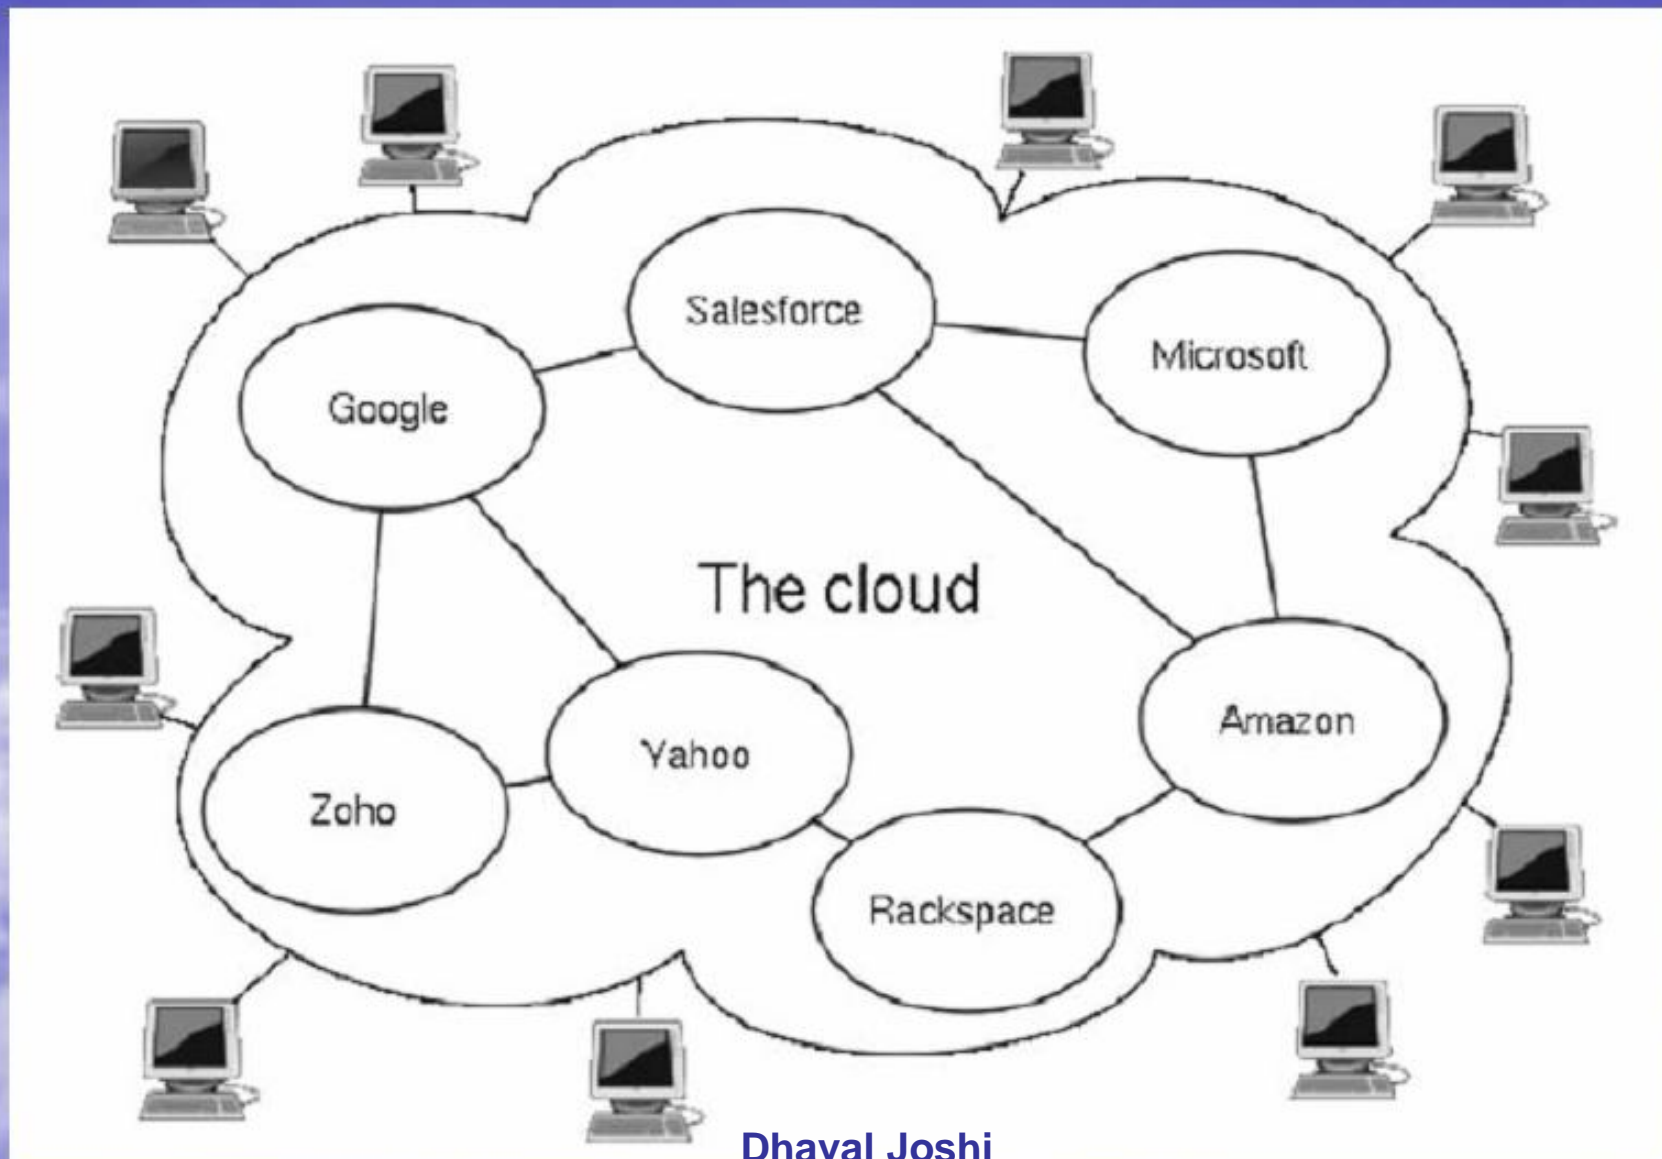 Salesforce
Microsoft
Google
The cloud
Amazon
Yahoo
Zoho
Rackspace
Dhaval Joshi